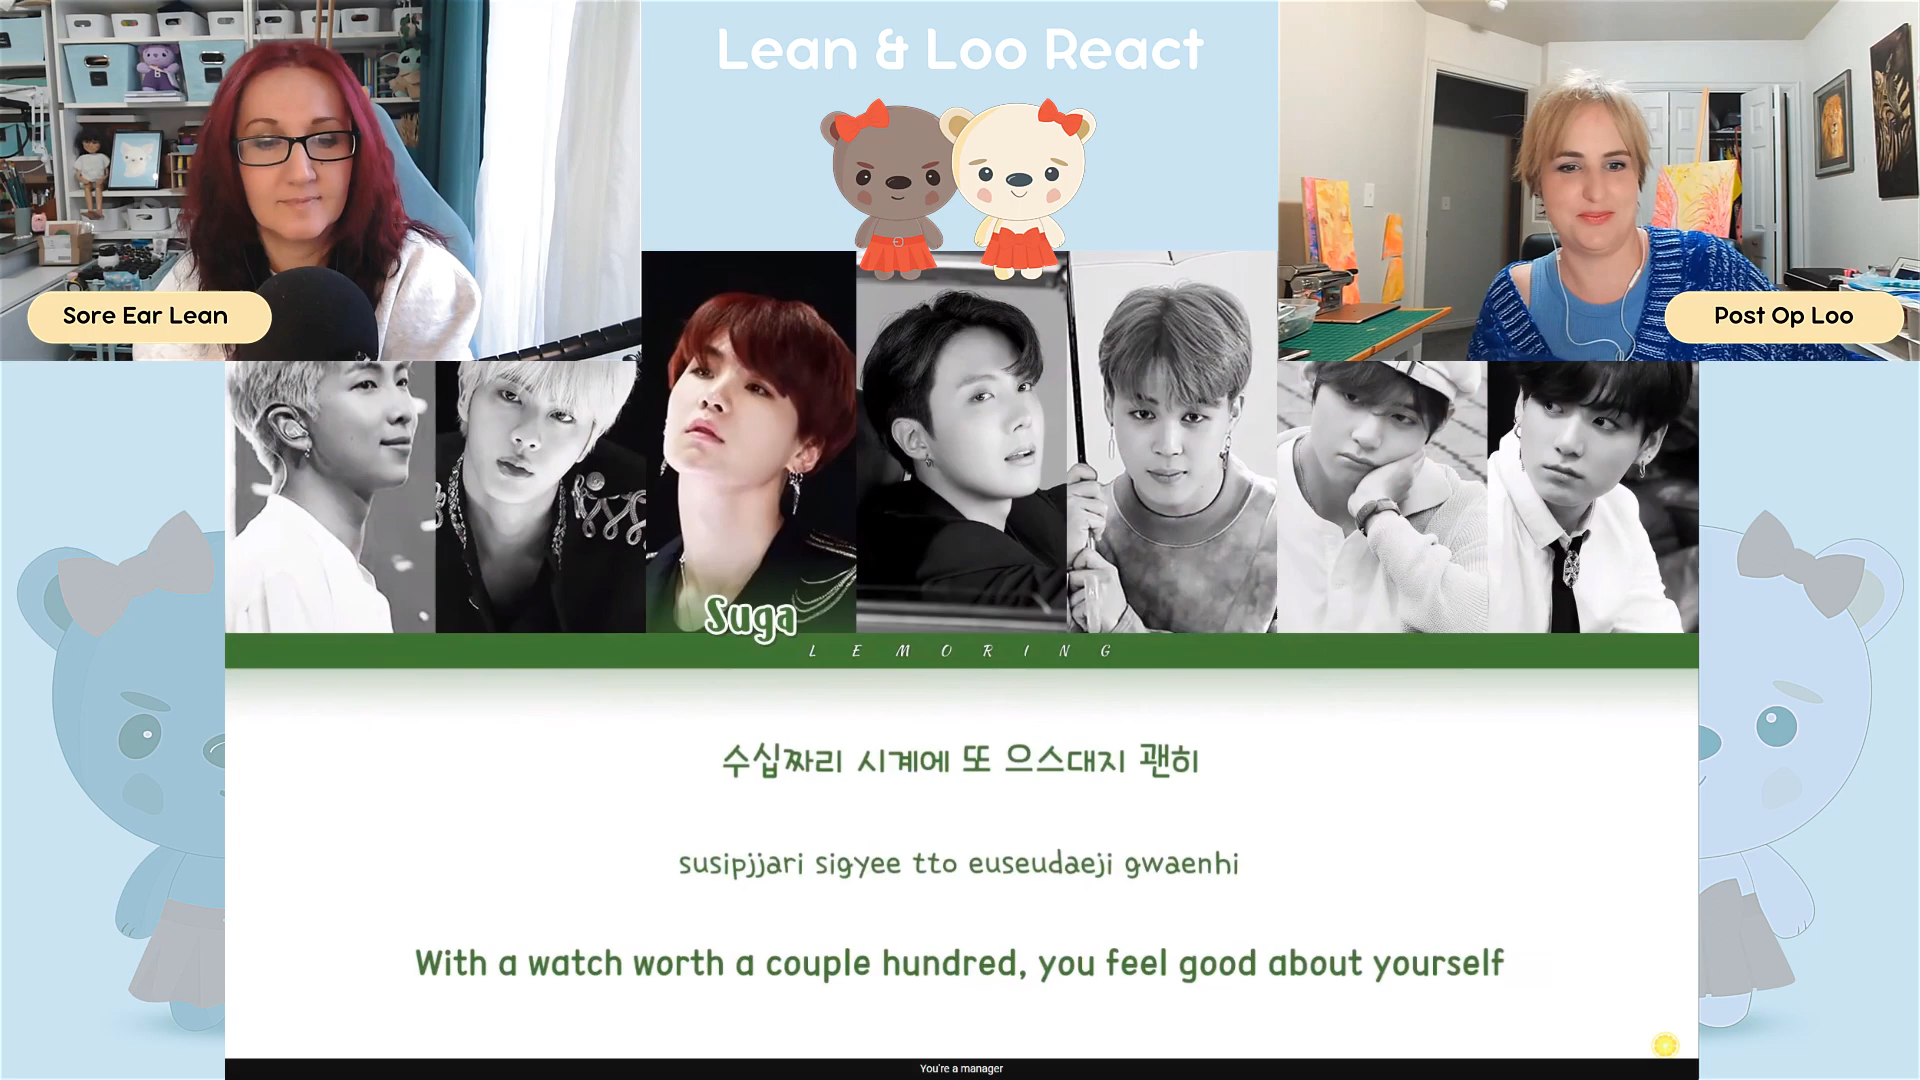 Lean & Loo React
Sore Ear Lean
Post Op Loo
Suga
LEMORING
수십짜리 시계에 또 으스대지 괜히
susipjjari sigyee tto euseudaeji gwaenhi
With a watch worth a couple hundred, you feel good about yourself
You're a manager